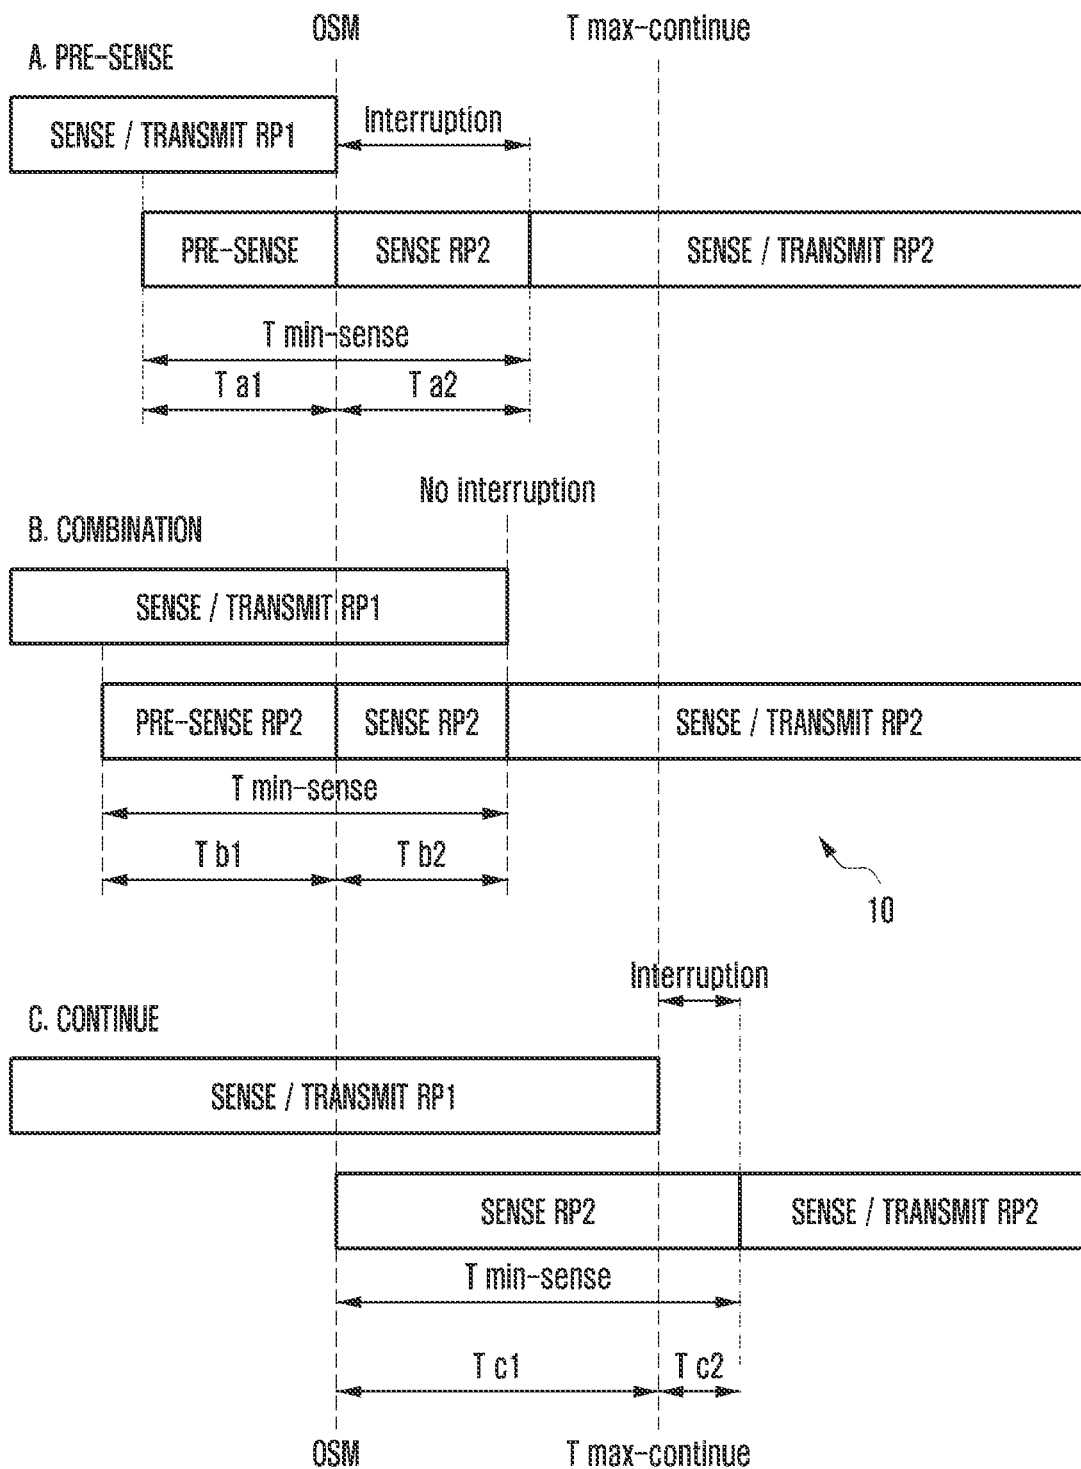 OSM
T max-continue
A. PRE-SENSE
SENSE / TRANSMIT RP1
Interruption
PRE-SENSE
SENSE RP2
SENSE / TRANSMIT RP2
T min-sense
T a1
T a2
No interruption
B. COMBINATION
SENSE / TRANSMIT RP1
PRE-SENSE RP2
SENSE RP2
SENSE / TRANSMIT RP2
T min-sense
T b1
T b2
10
Interruption
C. CONTINUE
SENSE / TRANSMIT RP1
SENSE RP2
SENSE / TRANSMIT RP2
T min-sense
T c1
T c2
OSM
T max-continue